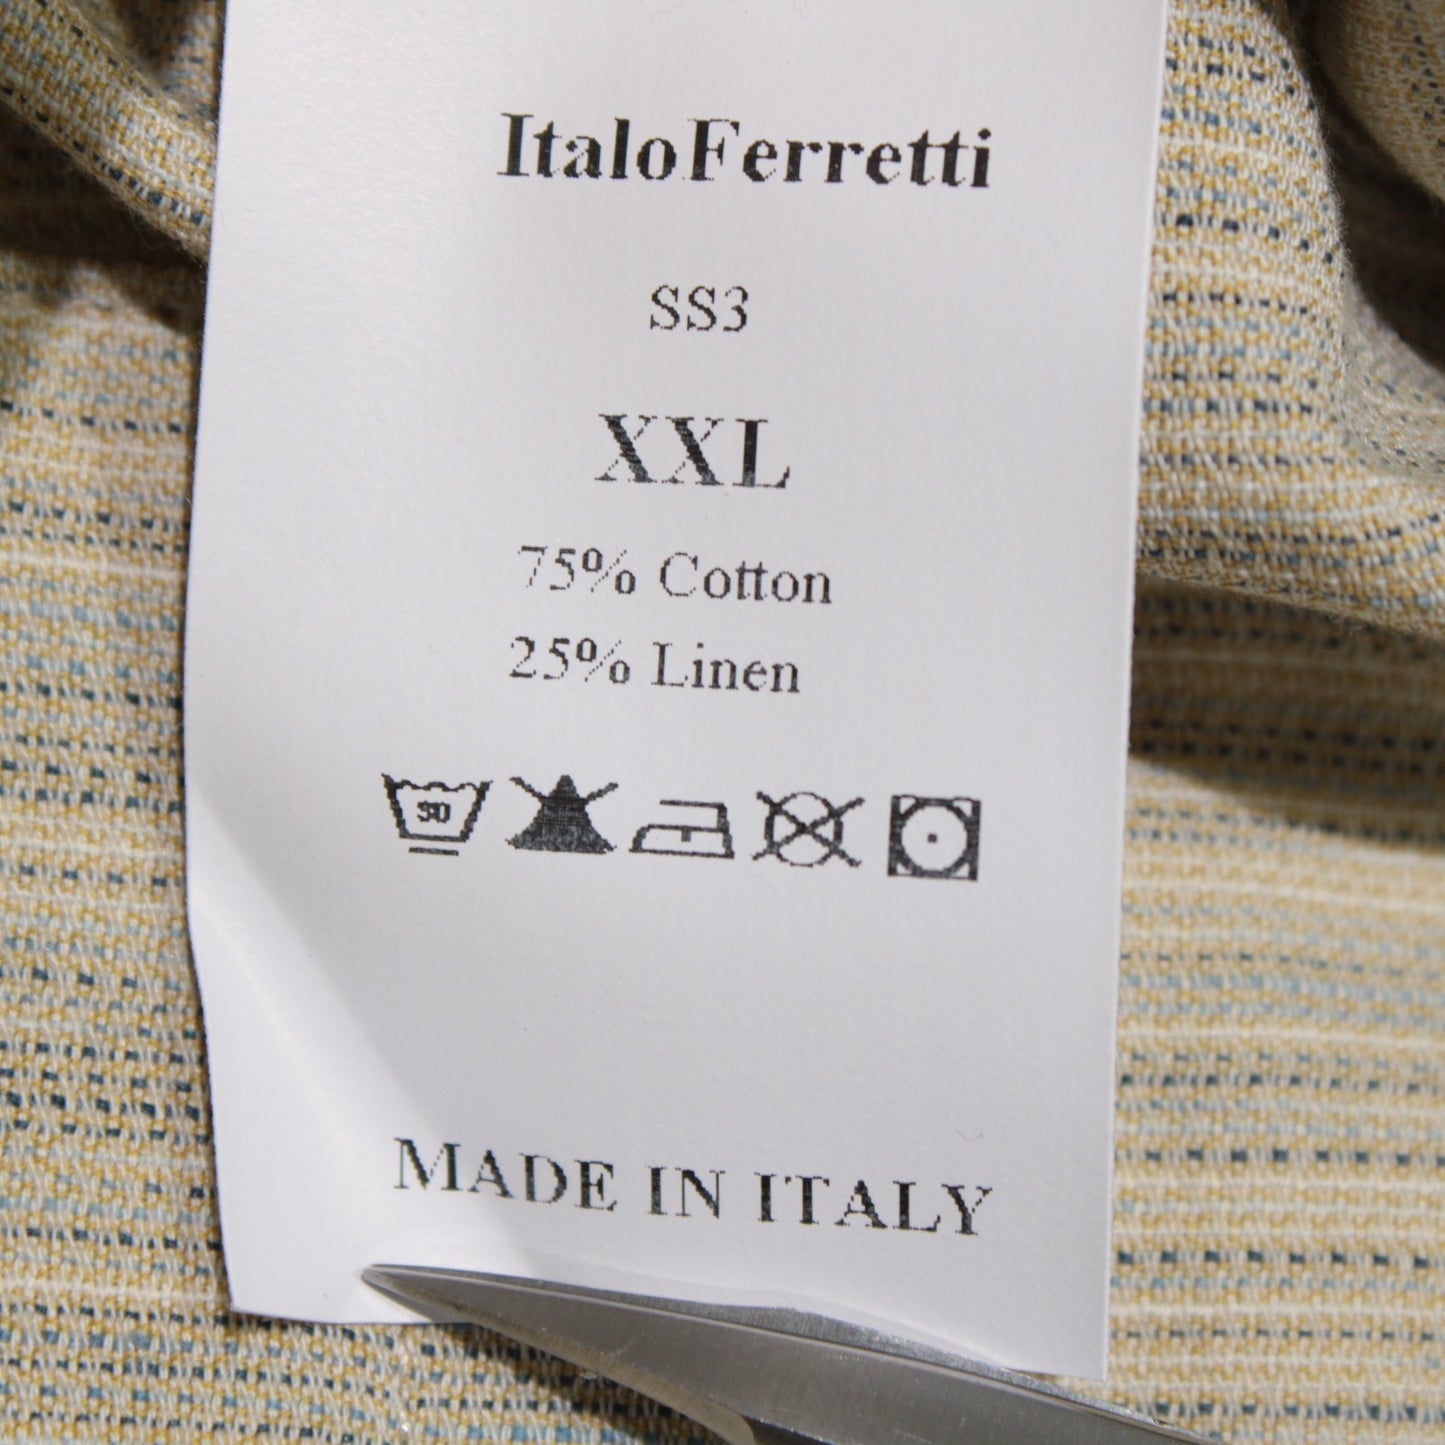 ItaloFerretti
SS3
XXL
75% Cotton
25% Linen
MADE IN ITALY